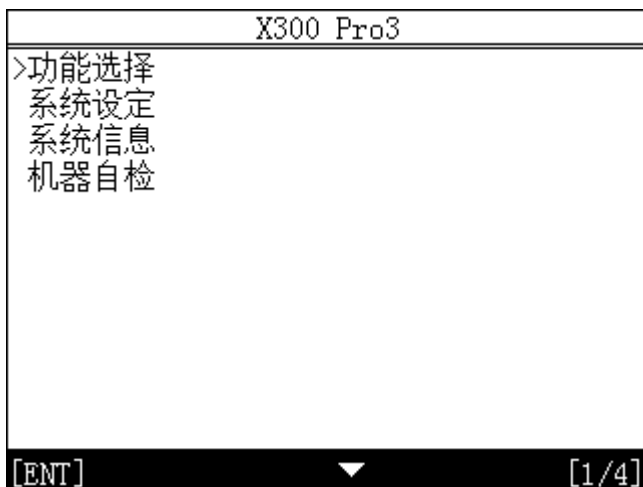 X300 Pro3
>功能选择
系统设定
系统信息
机器自检
[ENT] [1/4]